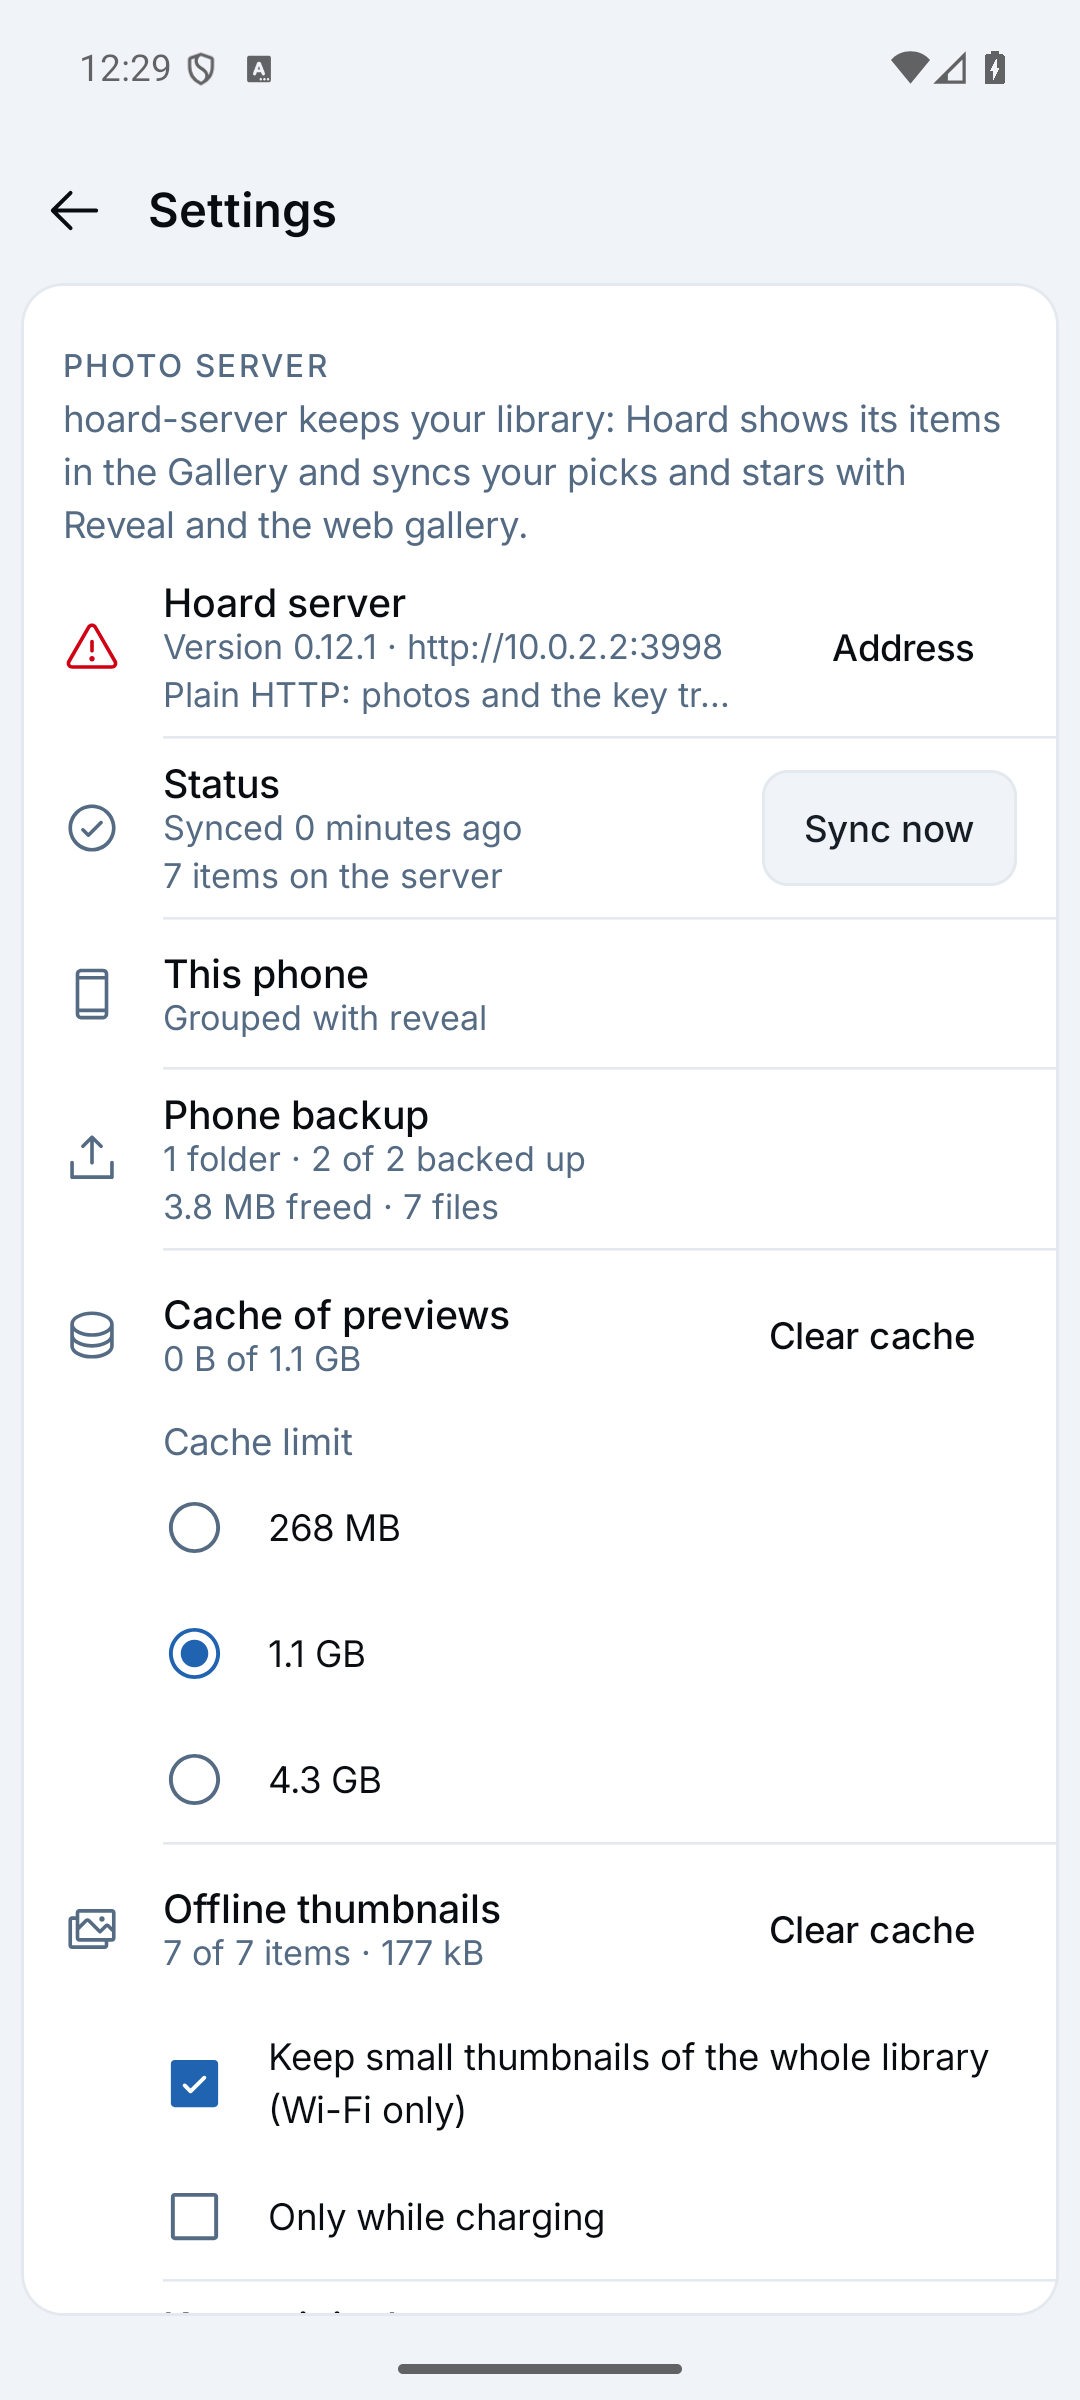 12:29
Settings
PHOTO SERVER
hoard-server keeps your library: Hoard shows its items
in the Gallery and syncs your picks and stars with
Reveal and the web gallery.
Hoard server
Version 0.12.1 · http://10.0.2.2:3998
Plain HTTP: photos and the key tr...
Address
Status
Synced 0 minutes ago
7 items on the server
Sync now
This phone
Grouped with reveal
Phone backup
1 folder · 2 of 2 backed up
3.8 MB freed · 7 files
Cache of previews
0 B of 1.1 GB
Clear cache
Cache limit
268 MB
1.1 GB
4.3 GB
Offline thumbnails
7 of 7 items · 177 kB
Clear cache
Keep small thumbnails of the whole library
(Wi-Fi only)
Only while charging